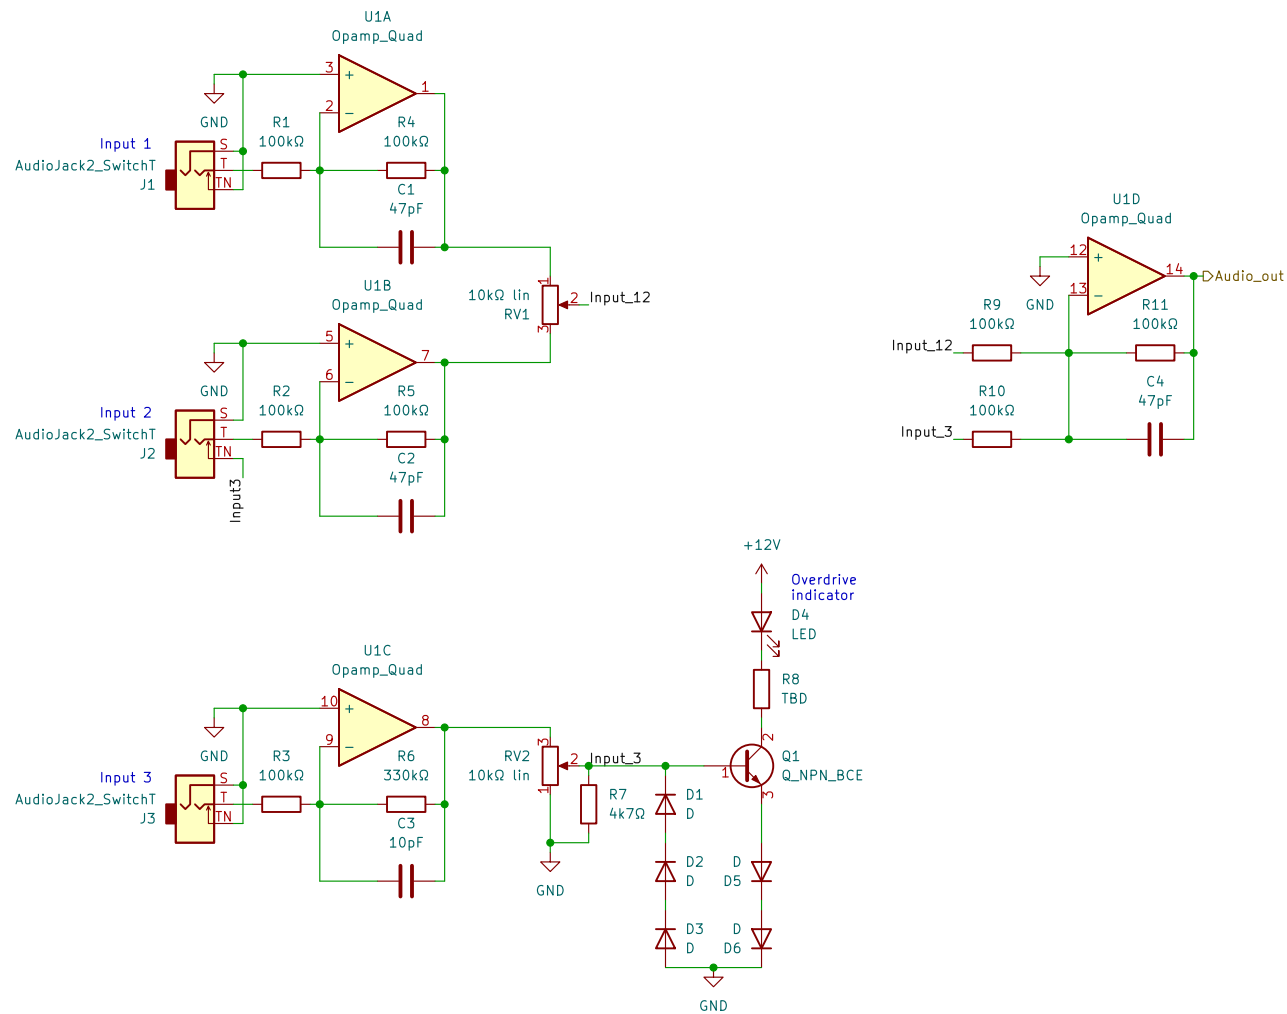 U1A
Opamp_Quad
3
+
1
2
−
GND
R1
100kΩ
R4
100kΩ
Input 1
AudioJack2_SwitchT
J1
S
T
TN
C1
47pF
U1B
Opamp_Quad
10kΩ lin
RV1
1
2
3
Input_12
5
+
7
6
−
GND
R2
100kΩ
R5
100kΩ
Input 2
AudioJack2_SwitchT
J2
S
T
TN
C2
47pF
Input3
U1D
Opamp_Quad
12
+
14
13
−
Audio_out
GND
R9
100kΩ
R11
100kΩ
Input_12
C4
47pF
R10
100kΩ
Input_3
+12V
Overdrive
indicator
D4
LED
R8
TBD
U1C
Opamp_Quad
10
+
8
9
−
GND
R3
100kΩ
R6
330kΩ
Input 3
AudioJack2_SwitchT
J3
S
T
TN
C3
10pF
RV2
10kΩ lin
3
2
1
Input_3
R7
4k7Ω
GND
1
2
3
Q1
Q_NPN_BCE
D1
D
D2
D
D
D5
D3
D
D
D6
GND